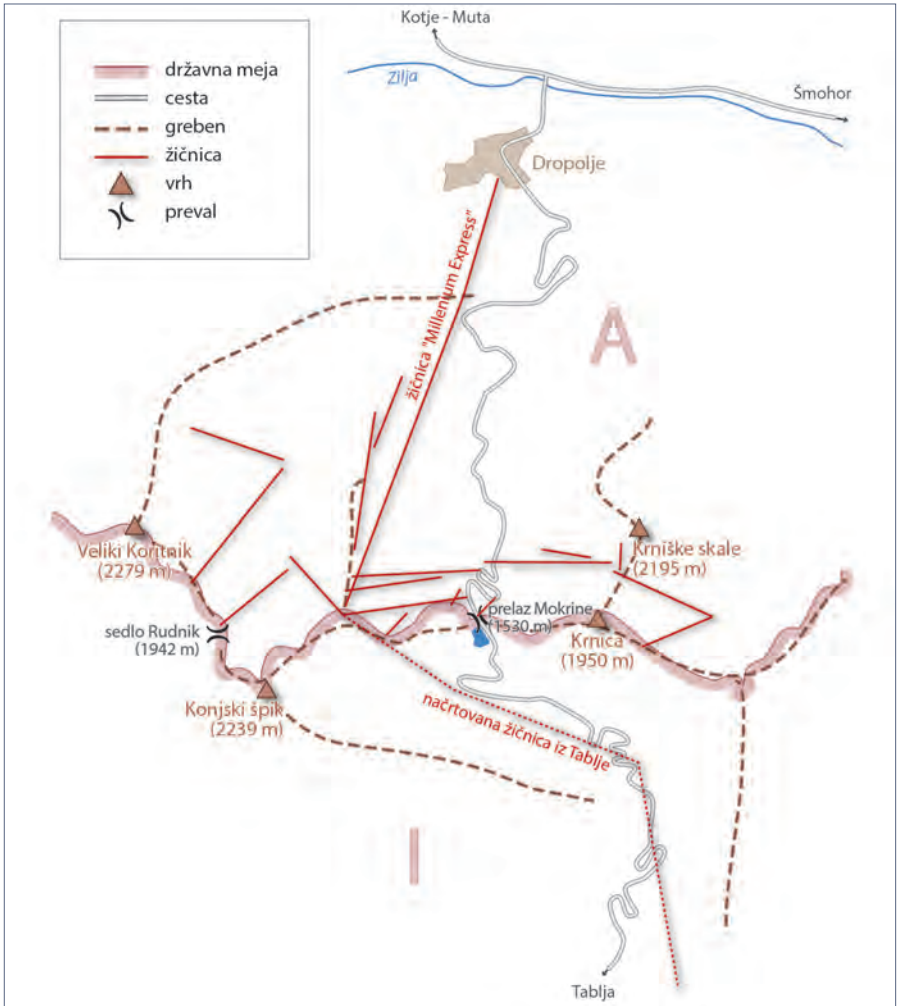 Kotje - Muta
državna meja
cesta
greben
žičnica
vrh
preval
Zilja
Šmohor
Dropolje
žičnica "Millenium Express"
A
Veliki Koritnik
(2279 m)
Krniške skale
(2195 m)
sedlo Rudnik
(1942 m)
prelaz Mokrine
(1530 m)
Krnica
(1950 m)
Konjski špik
(2239 m)
načrtovana žičnica iz Tablje
I
Tablja